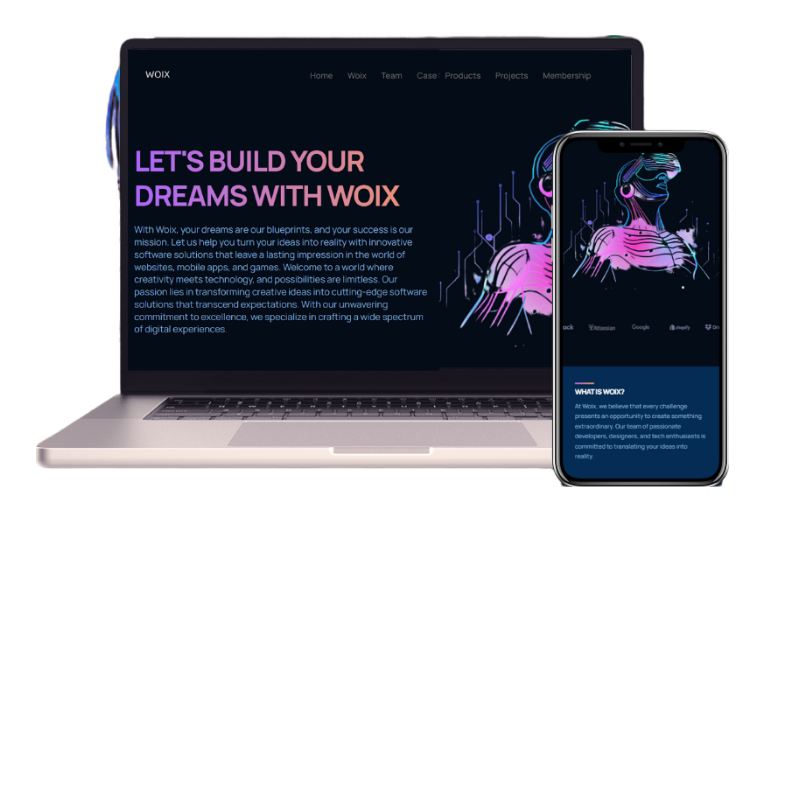 WOIX
Home Woix Team Case Products Projects Membership
LET'S BUILD YOUR
DREAMS WITH WOIX
With Woix, your dreams are our blueprints, and your success is our
mission. Let us help you turn your ideas into reality with innovative
software solutions that leave a lasting impression in the world of
websites, mobile apps, and games. Welcome to a world where
creativity meets technology, and possibilities are limitless. Our
passion lies in transforming creative ideas into cutting-edge software
solutions that transcend expectations. With our unwavering
commitment to excellence, we specialize in crafting a wide spectrum
of digital experiences.
Atlassian Google shopify
WHAT IS WOIX?
At Woix, we believe that every challenge
presents an opportunity to create something
extraordinary. Our team of passionate
developers, designers, and tech enthusiasts is
committed to translating your ideas into
reality.